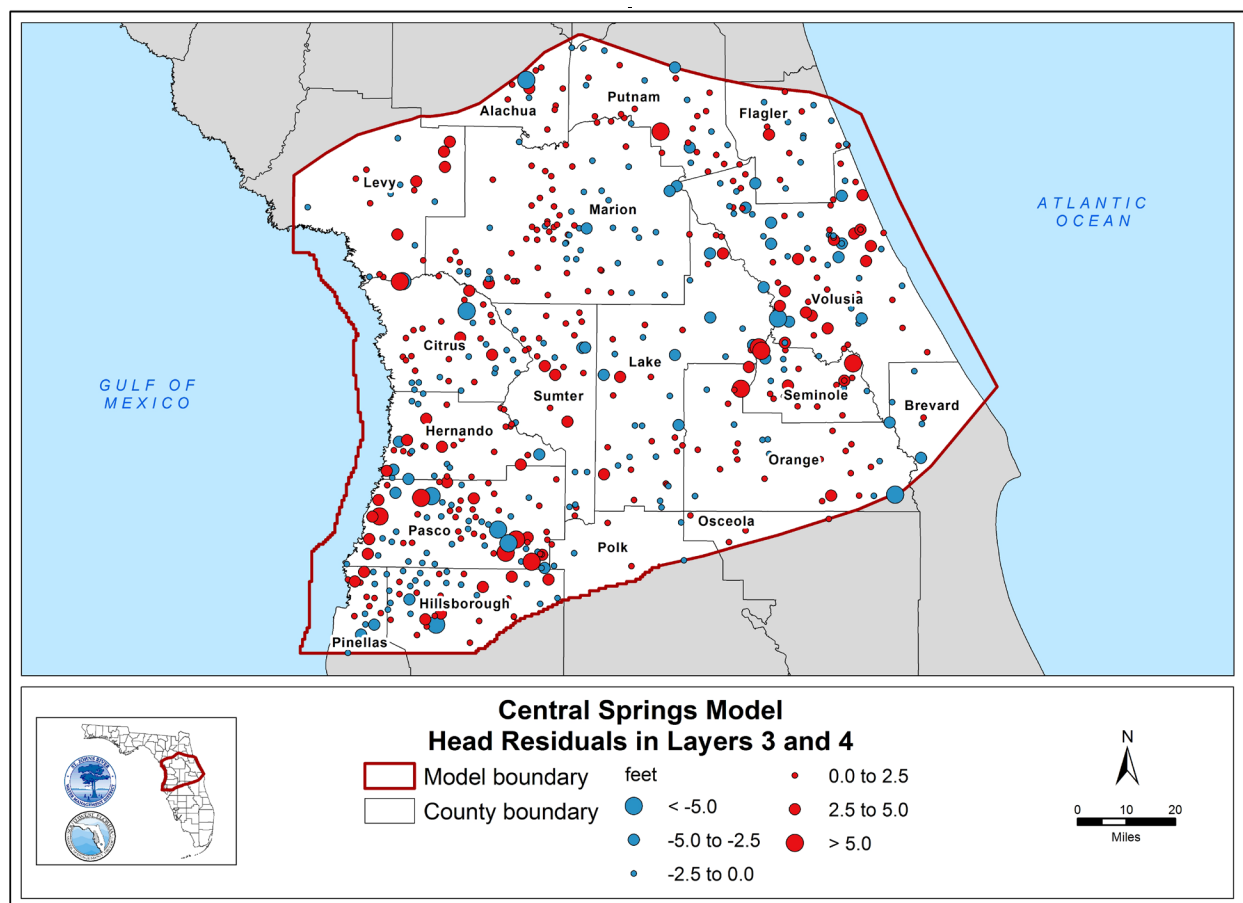 Alachua
Putnam
Flagler
Levy
Marion
ATLANTIC
OCEAN
Volusia
Citrus
Lake
GULF OF
MEXICO
Sumter
Seminole
Brevard
Hernando
Orange
Pasco
Osceola
Polk
Hillsborough
Pinellas
Central Springs Model
Head Residuals in Layers 3 and 4
Model boundary
County boundary
feet
< -5.0
-5.0 to -2.5
-2.5 to 0.0
0.0 to 2.5
2.5 to 5.0
> 5.0
N
0 10 20
Miles